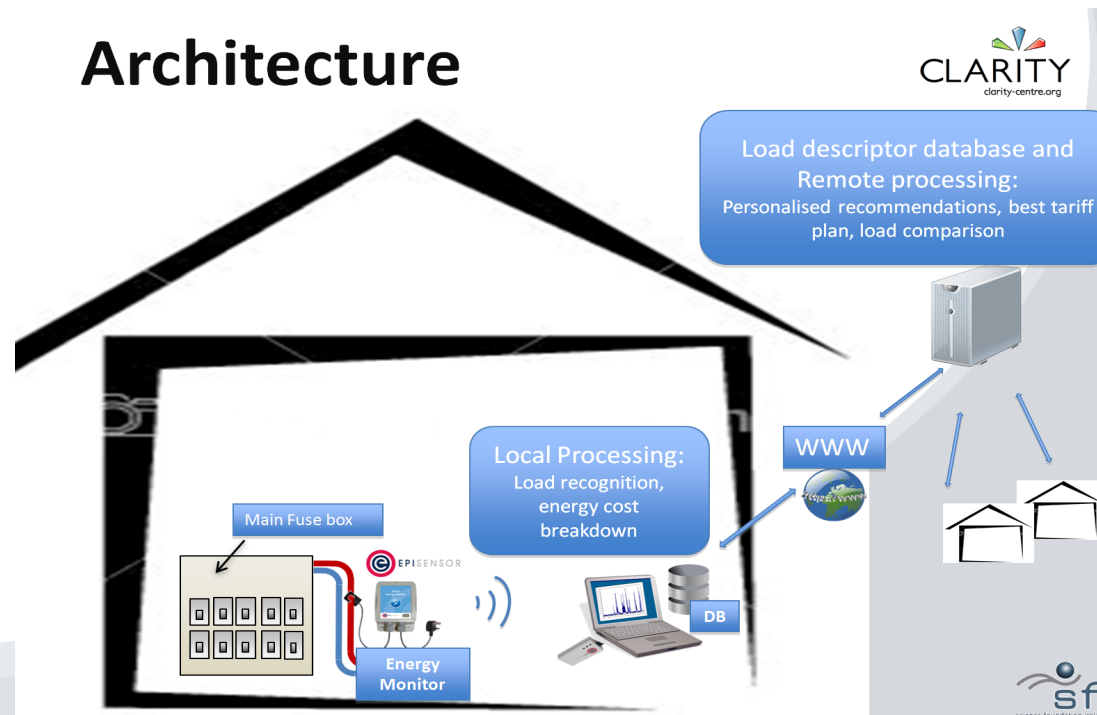 Architecture
CLARITY
clarity-centre.org
Load descriptor database and
Remote processing:
Personalised recommendations, best tariff
plan, load comparison
WWW
Local Processing:
Load recognition,
energy cost
breakdown
Main Fuse box
EPISENSOR
DB
Energy
Monitor
sf